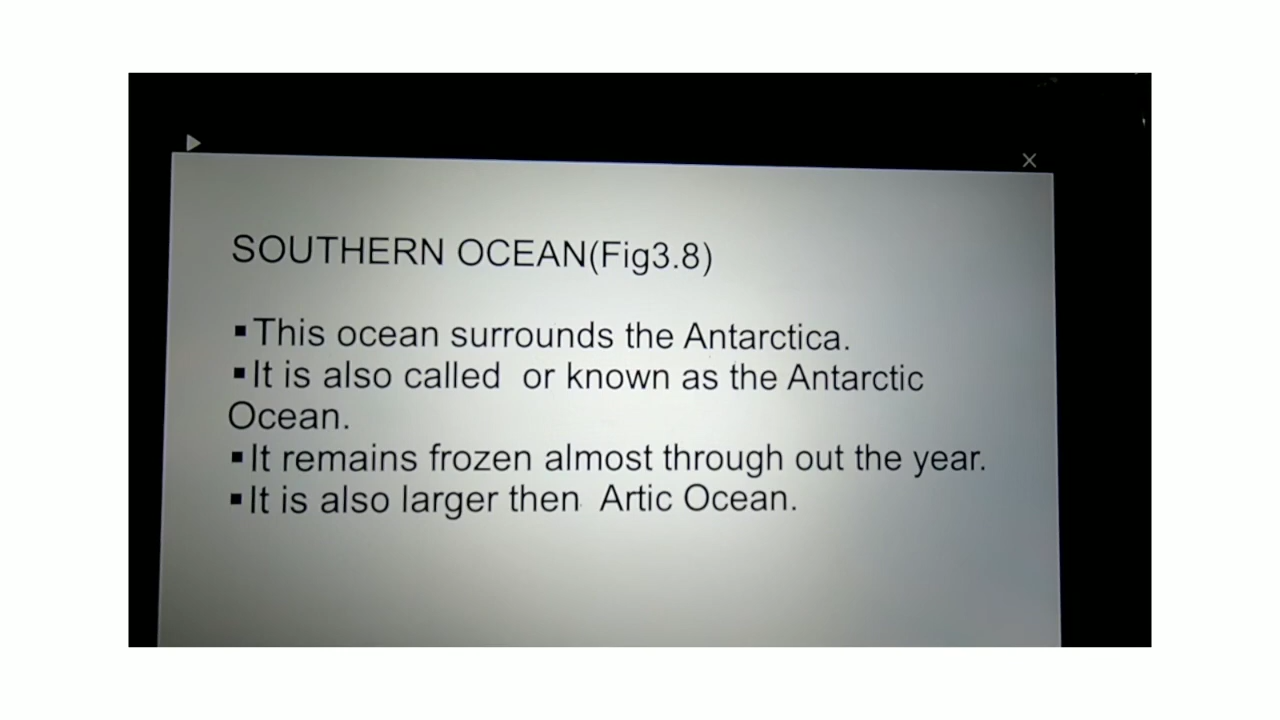 SOUTHERN OCEAN(Fig3.8)
▪This ocean surrounds the Antarctica.
▪It is also called or known as the Antarctic
Ocean.
▪It remains frozen almost through out the year.
▪It is also larger then Artic Ocean.